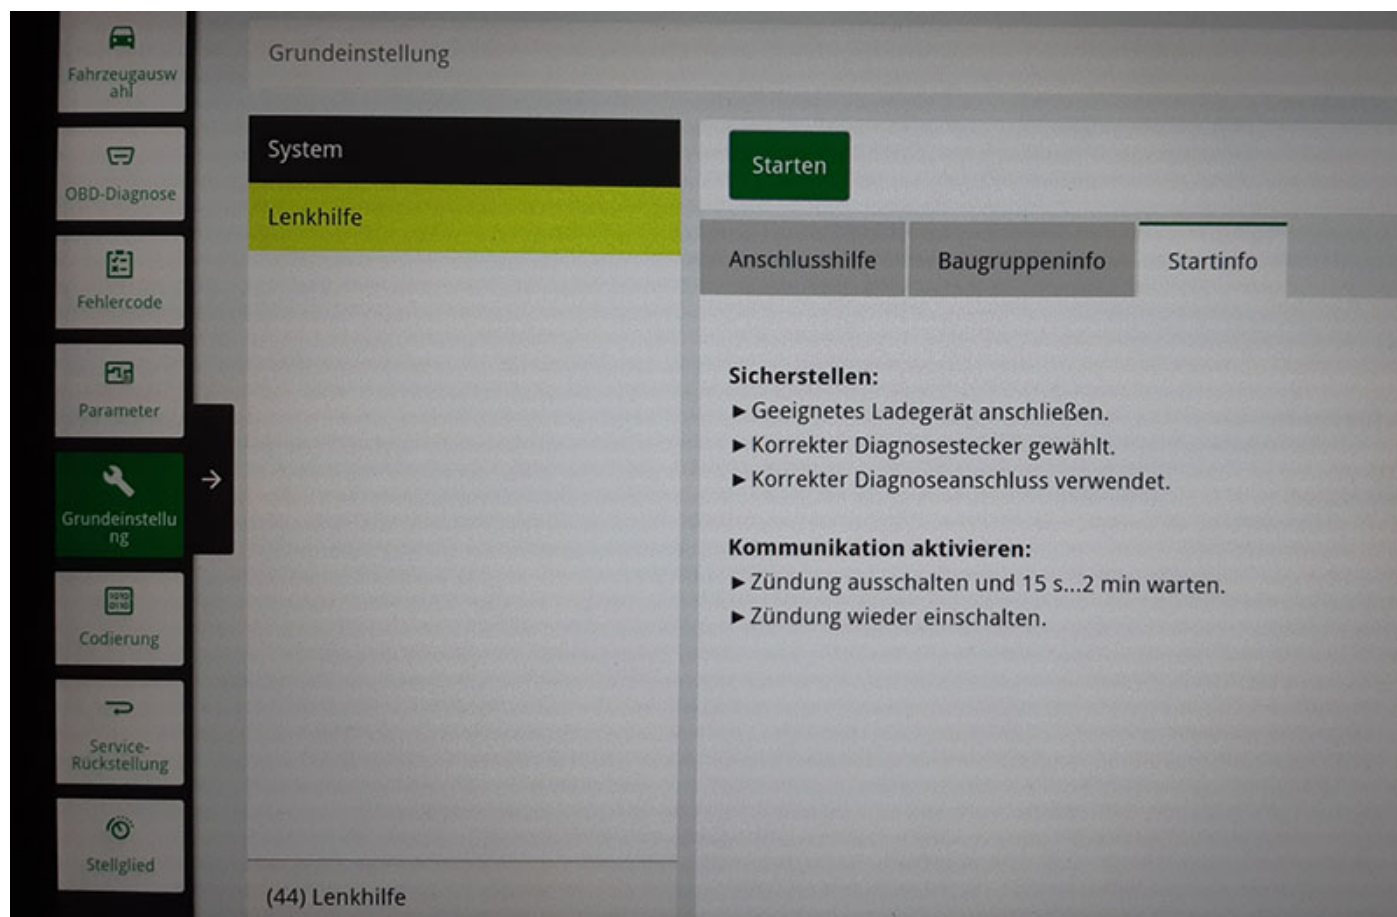 Fahrzeugausw
ahl
OBD-Diagnose
Fehlercode
Parameter
Grundeinstellu
ng
Codierung
Service-
Rückstellung
Stellglied
Grundeinstellung
System
Lenkhilfe
(44) Lenkhilfe
Starten
Anschlusshilfe
Baugruppeninfo
Startinfo
Sicherstellen:
►Geeignetes Ladegerät anschließen.
►Korrekter Diagnosestecker gewählt.
►Korrekter Diagnoseanschluss verwendet.
Kommunikation aktivieren:
►Zündung ausschalten und 15 s...2 min warten.
►Zündung wieder einschalten.